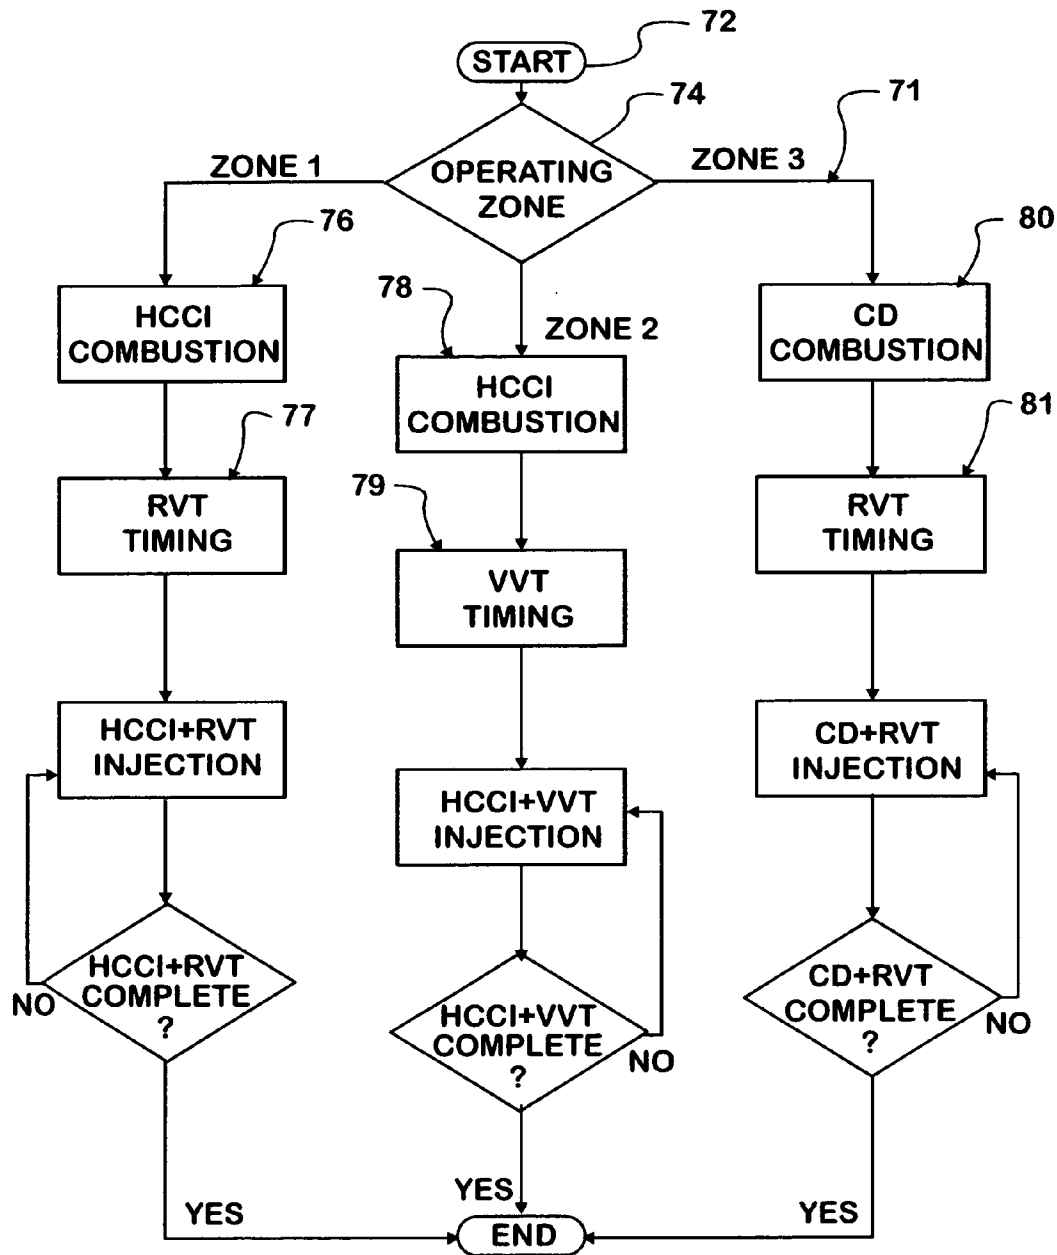 72
START
74
71
ZONE 1
ZONE 3
OPERATING
ZONE
76
80
78
HCCI
COMBUSTION
ZONE 2
CD
COMBUSTION
HCCI
COMBUSTION
77
81
79
RVT
TIMING
RVT
TIMING
VVT
TIMING
HCCI+RVT
INJECTION
CD+RVT
INJECTION
HCCI+VVT
INJECTION
HCCI+RVT
COMPLETE
?
NO
CD+RVT
COMPLETE
?
NO
HCCI+VVT
COMPLETE
?
NO
YES
YES
YES
END